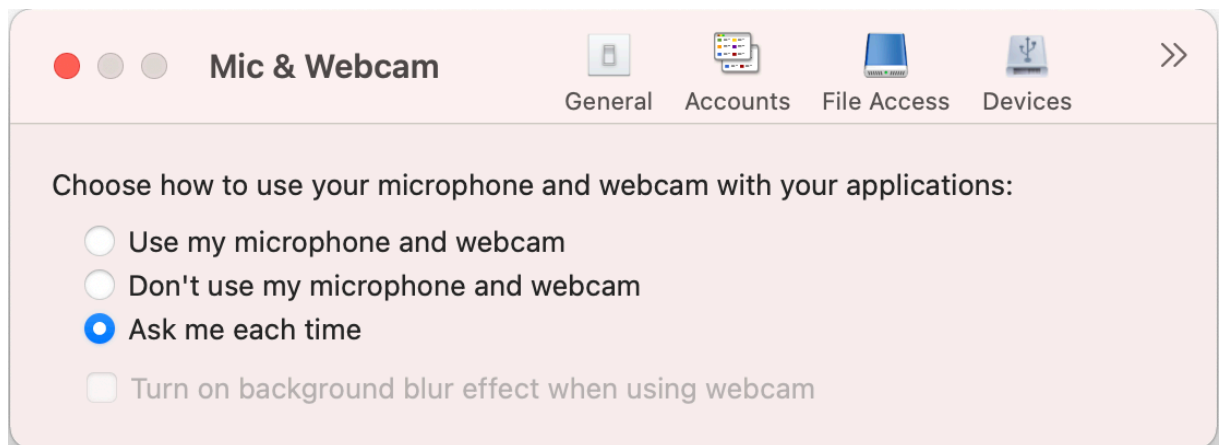 Mic & Webcam
General Accounts File Access Devices
Choose how to use your microphone and webcam with your applications:
Use my microphone and webcam
Don't use my microphone and webcam
Ask me each time
Turn on background blur effect when using webcam